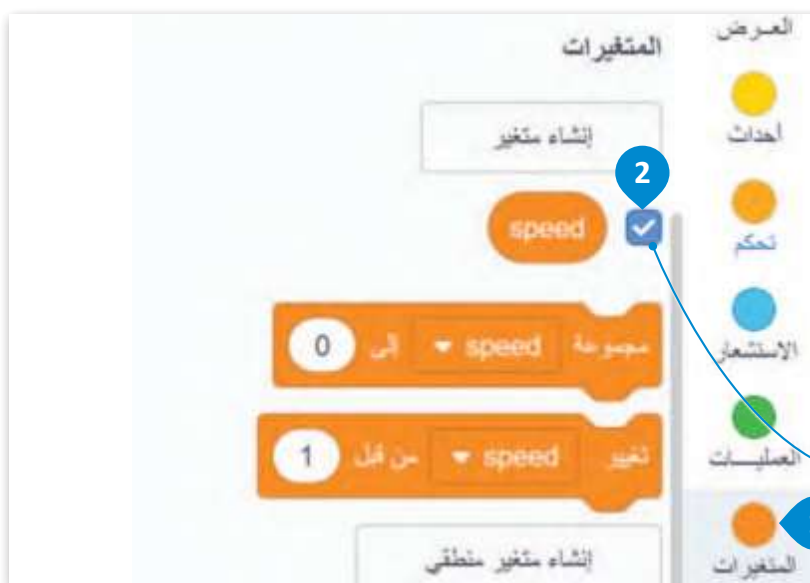 العرض
أحداث
تحكم
الاستشعار
العمليـــات
المتغيرات
المتغيرات
إنشاء متغير
2
speed
مجموعة speed إلى 0
تغيير speed من قبل 1
إنشاء متغير منطقي